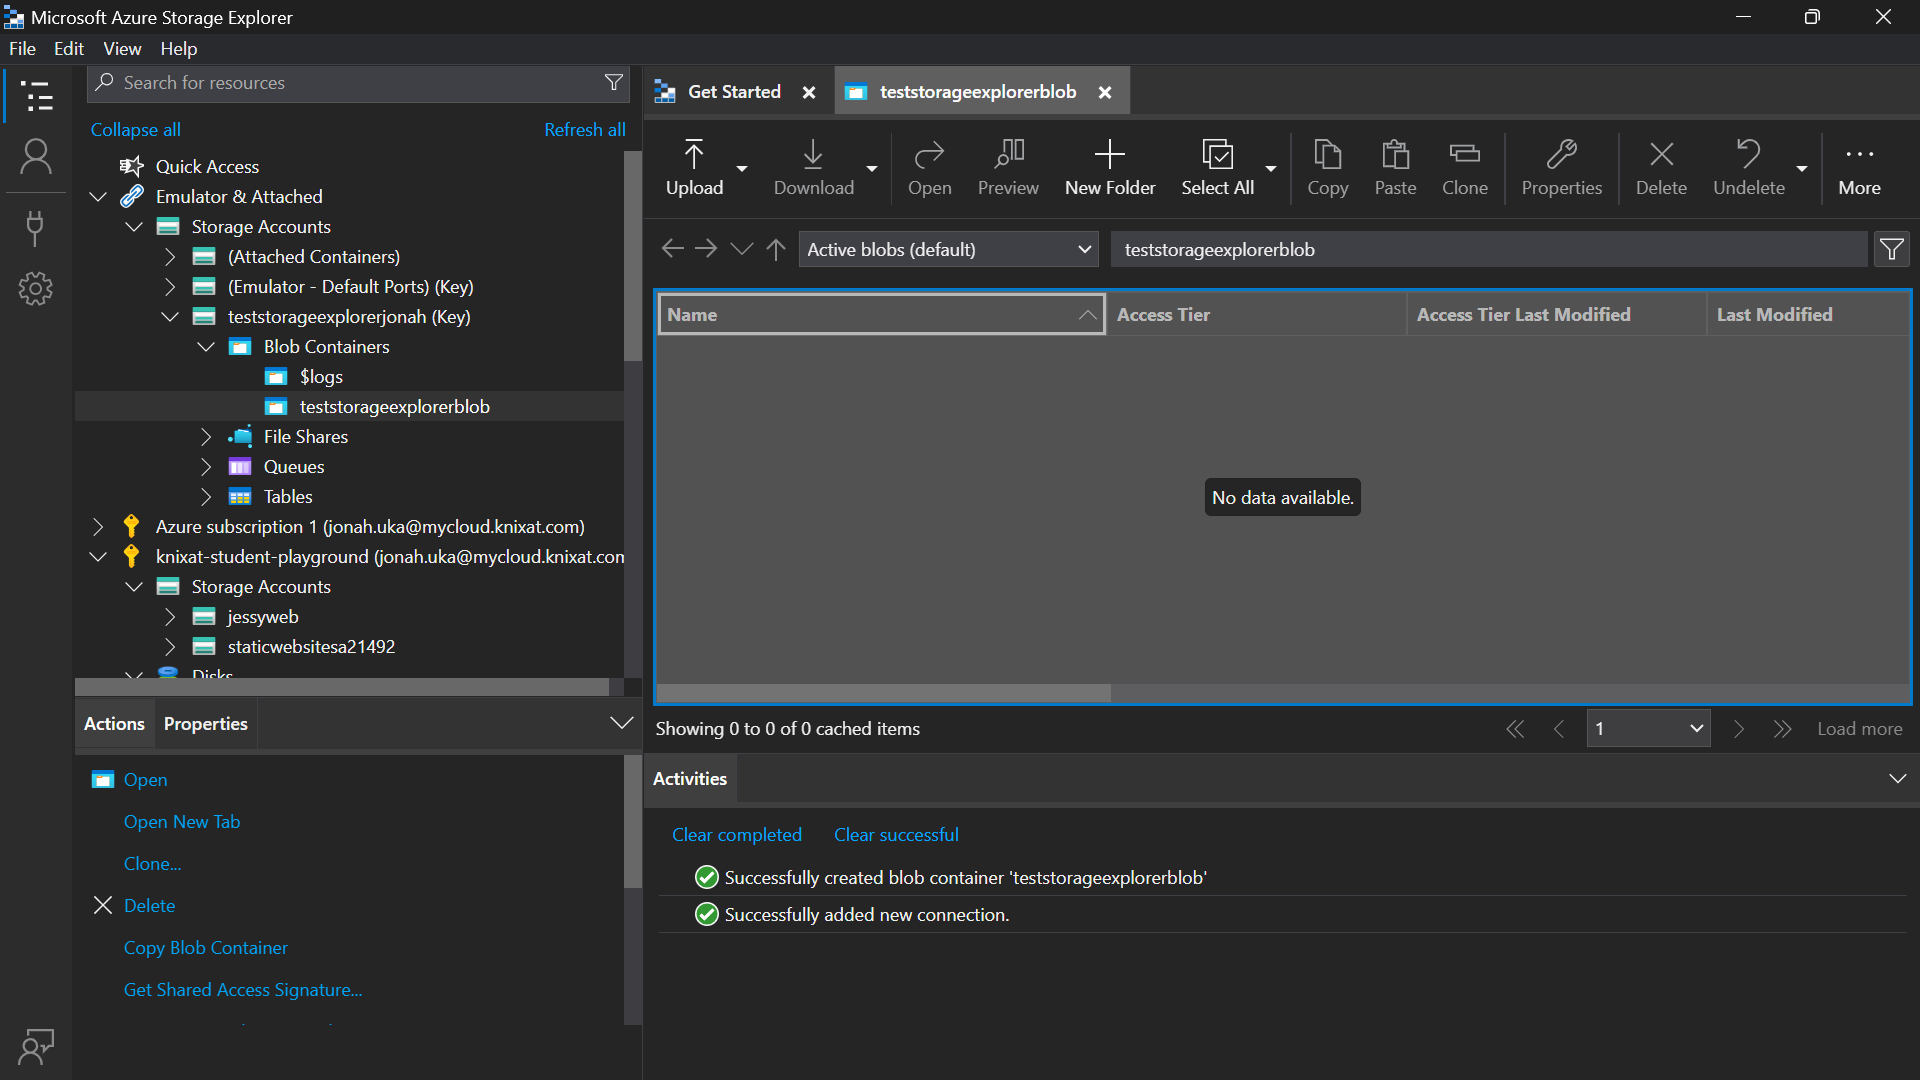 Microsoft Azure Storage Explorer
File Edit View Help
Search for resources
Collapse all Refresh all
Quick Access
Emulator & Attached
Storage Accounts
(Attached Containers)
(Emulator - Default Ports) (Key)
teststorageexplorerjonah (Key)
Blob Containers
$logs
teststorageexplorerblob
File Shares
Queues
Tables
Azure subscription 1 (jonah.uka@mycloud.knixat.com)
knixat-student-playground (jonah.uka@mycloud.knixat.com
Storage Accounts
jessyweb
staticwebsitesa21492
Disks
Actions Properties
Open
Open New Tab
Clone...
Delete
Copy Blob Container
Get Shared Access Signature...
Get Started teststorageexplorerblob
Upload Download Open Preview New Folder Select All Copy Paste Clone Properties Delete Undelete More
Active blobs (default) teststorageexplorerblob
Name Access Tier Access Tier Last Modified Last Modified
No data available.
Showing 0 to 0 of 0 cached items 1 Load more
Activities
Clear completed Clear successful
Successfully created blob container 'teststorageexplorerblob'
Successfully added new connection.